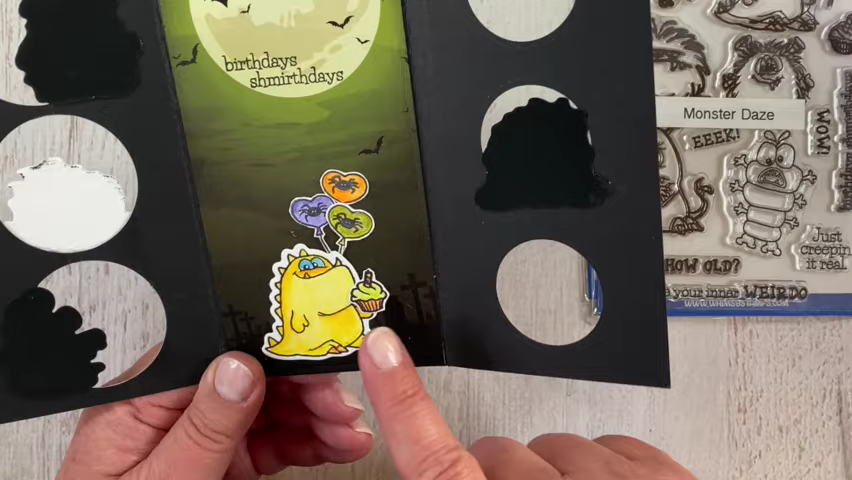 birthdays
shmirthdays
Monster Daze
EEEK!
WOW!
Just
creepin
it real
HOW OLD?
your inner WEIRDO